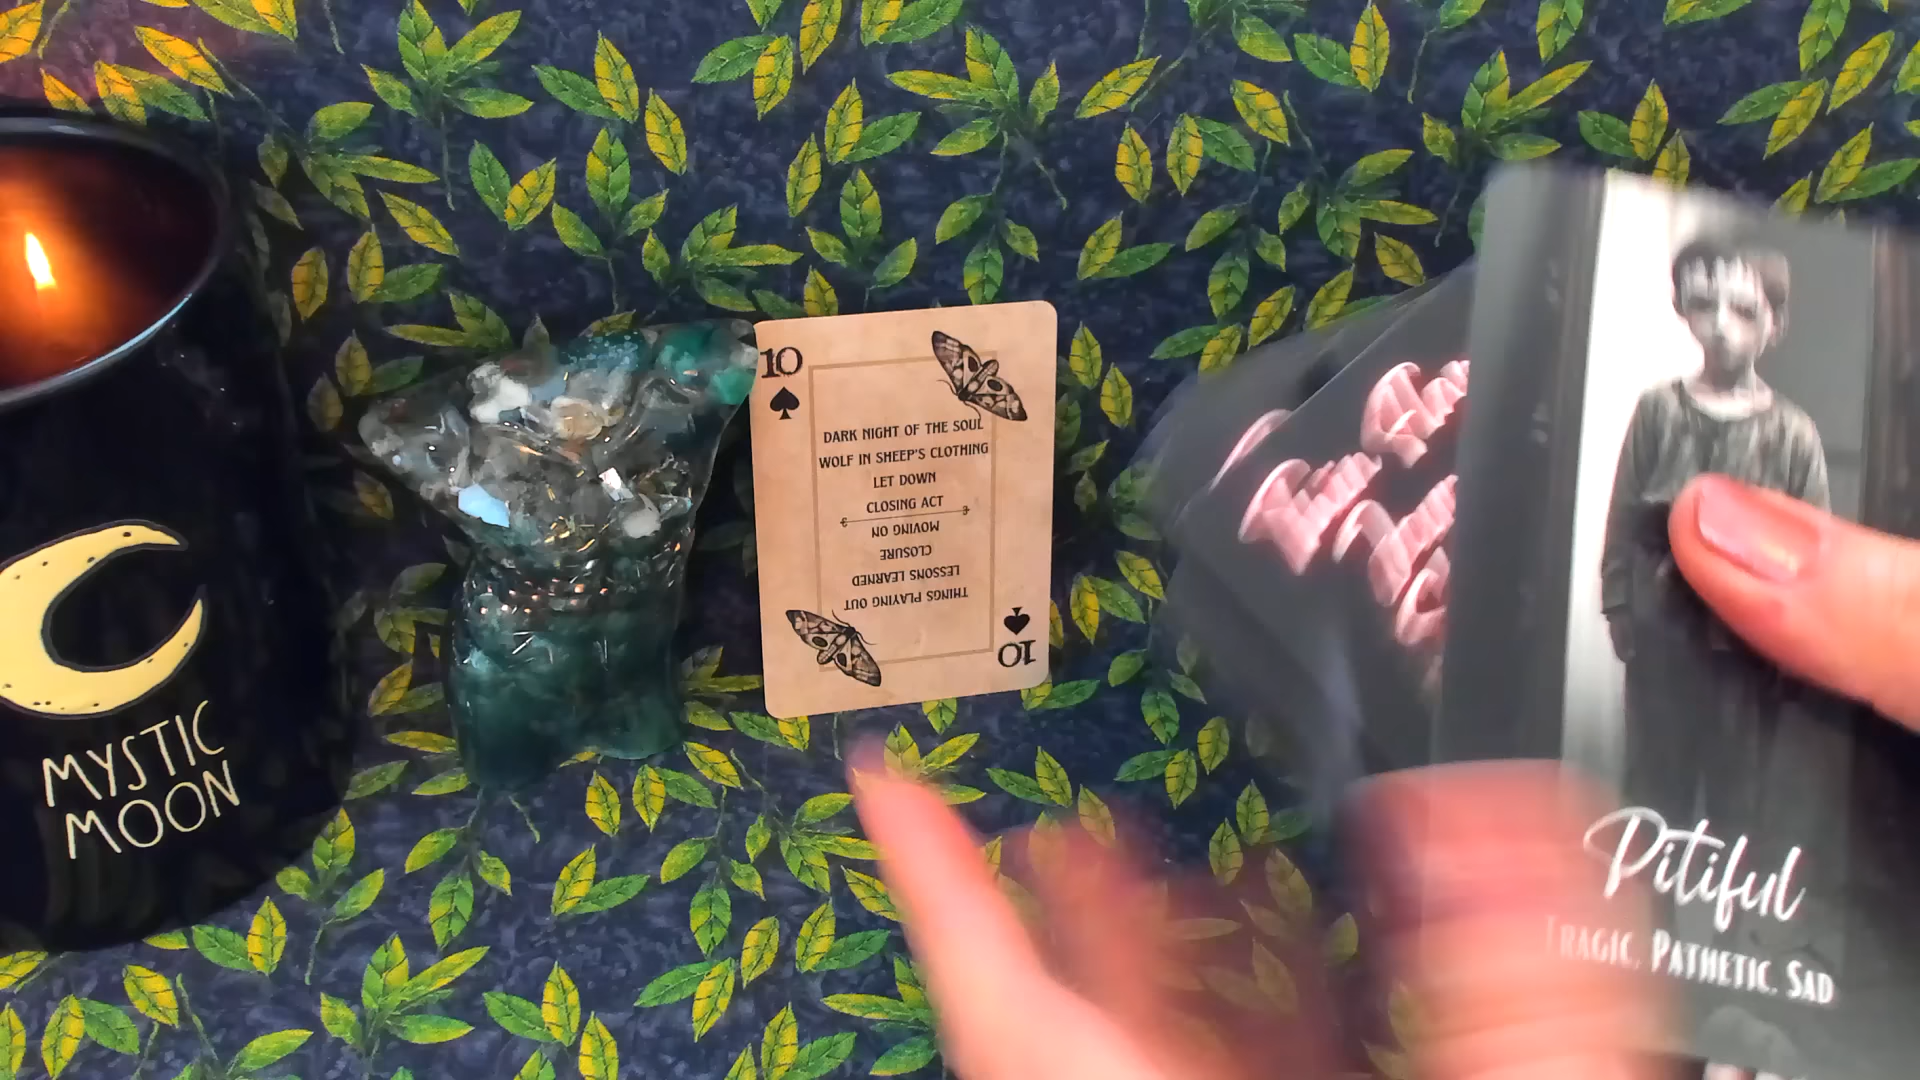 10
DARK NIGHT OF THE SOUL
WOLF IN SHEEP'S CLOTHING
LET DOWN
CLOSING ACT
MOVING ON
CLOSURE
LESSONS LEARNED
THINGS PLAYING OUT
10
MYSTIC
MOON
Pitiful
TRAGIC, PATHETIC, SAD